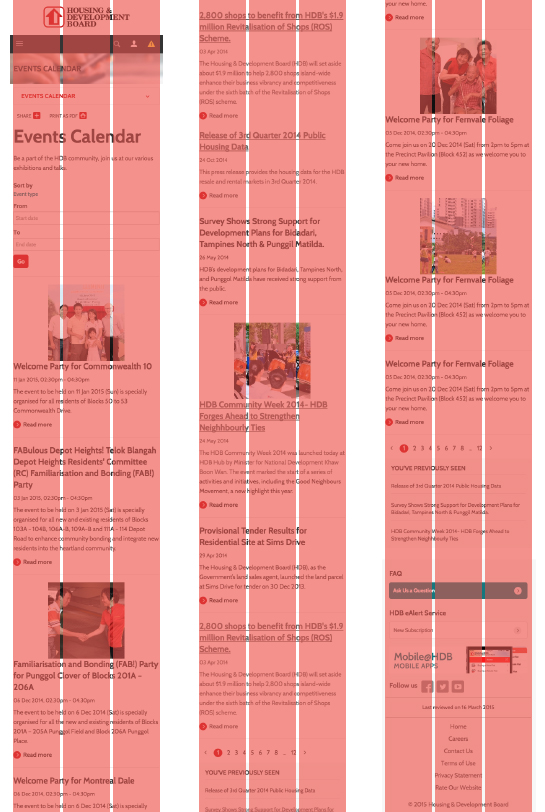 HOUSING &
DEVELOPMENT
BOARD
EVENTS CALENDAR
EVENTS CALENDAR
SHARE PRINT AS PDF
Events Calendar
Be a part of the HDB community, join us at our various
exhibitions and talks.
Sort by
Event type
From
Start date
To
End date
Go
Welcome Party for Commonwealth 10
11 Jan 2015, 02:30pm - 04:30pm
The event to be held on 11 Jan 2015 (Sun) is specially
organised for all residents of Blocks 50 to 53
Commonwealth Drive.
Read more
FABulous Depot Heights! Telok Blangah
Depot Heights Residents' Committee
(RC) Familiarisation and Bonding (FABI)
Party
03 Jan 2015, 02:30pm - 04:30pm
The event to be held on 3 Jan 2015 (Sat) is specially
organised for all new and existing residents of Blocks
103A - 104B, 106A-B, 109A-B and 111A - 114 Depot
Road to enhance community bonding and integrate new
residents into the heartland community.
Read more
Familiarisation and Bonding (FABI) Party
for Punggol Clover of Blocks 201A -
206A
06 Dec 2014, 02:30pm - 04:30pm
The event to be held on 6 Dec 2014 (Sat) is specially
organised for all the new and existing residents of Blocks
201A - 205A Punggol Field and Block 206A Punggol
Place
Read more
Welcome Party for Montreal Dale
06 Dec 2014, 02:30pm - 04:30pm
The event to be held on 6 Dec 2014 (Sat) is specially
2,800 shops to benefit from HDB's $1.9
million Revitalisation of Shops (ROS)
Scheme.
03 Apr 2014
The Housing & Development Board (HDB) will set aside
about $1.9 million to help 2,800 shops island-wide
enhance their business vibrancy and competitiveness
under the sixth batch of the Revitalisation of Shops
(ROS) scheme.
Read more
Release of 3rd Quarter 2014 Public
Housing Data
24 Oct 2014
This press release provides the housing data for the HDB
resale and rental markets in 3rd Quarter 2014.
Read more
Survey Shows Strong Support for
Development Plans for Bidadari,
Tampines North & Punggil Matilda.
26 May 2014
HDB's development plans for Bidadari, Tampines North,
and Punggil Matilda have received strong support from
the public.
Read more
HDB Community Week 2014- HDB
Forges Ahead to Strengthen
Neighhbourly Ties
04 May 2014
The HDB Community Week 2014 was launched today at
HDB Hub by Minister for National Development Khaw
Boon Wan. The event marked the start of a series of
activities and initiatives, including the Good Neighbours
Movement, a new highlight this year.
Read more
Provisional Tender Results for
Residential Site at Sims Drive
29 Apr 2014
The Housing & Development Board (HDB), as the
Government's land sales agent, launched the land parcel
at Sims Drive for tender on 30 Dec 2013.
Read more
2,800 shops to benefit from HDB's $1.9
million Revitalisation of Shops (ROS)
Scheme.
03 Apr 2014
The Housing & Development Board (HDB) will set aside
about $1.9 million to help 2,800 shops island-wide
enhance their business vibrancy and competitiveness
under the sixth batch of the Revitalisation of Shops
(ROS) scheme.
Read more
1 2 3 4 5 6 7 8 ... 12
YOU'VE PREVIOUSLY SEEN
Release of 3rd Quarter 2014 Public Housing Data
Survey Shows Strong Support for Development Plans for
your new home.
Read more
Welcome Party for Fernvale Foliage
03 Dec 2014, 02:30pm - 03:30pm
Come join us on 20 Dec 2014 (Sat) from 2pm to 5pm at
the Precinct Pavilion (Block 452) as we welcome you to
your new home.
Read more
Welcome Party for Fernvale Foliage
03 Dec 2014, 02:30pm - 03:30pm
Come join us on 20 Dec 2014 (Sat) from 2pm to 5pm at
the Precinct Pavilion (Block 452) as we welcome you to
your new home.
Read more
Welcome Party for Fernvale Foliage
03 Dec 2014, 02:30pm - 03:30pm
Come join us on 20 Dec 2014 (Sat) from 2pm to 5pm at
the Precinct Pavilion (Block 452) as we welcome you to
your new home.
Read more
1 2 3 4 5 6 7 8 ... 12
YOU'VE PREVIOUSLY SEEN
Release of 3rd Quarter 2014 Public Housing Data
Survey Shows Strong Support for Development Plans for
Bidadari, Tampines North & Punggil Matilda.
HDB Community Week 2014- HDB Forges Ahead to
Strengthen Neighbourly Ties
FAQ
Ask Us a Question
HDB eAlert Service
New Subscription
Mobile@HDB
MOBILE APPS
Follow us
Last reviewed on 16 March 2015
Home
Careers
Contact Us
Terms of Use
Privacy Statement
Rate Our Website
© 2015 Housing & Development Board